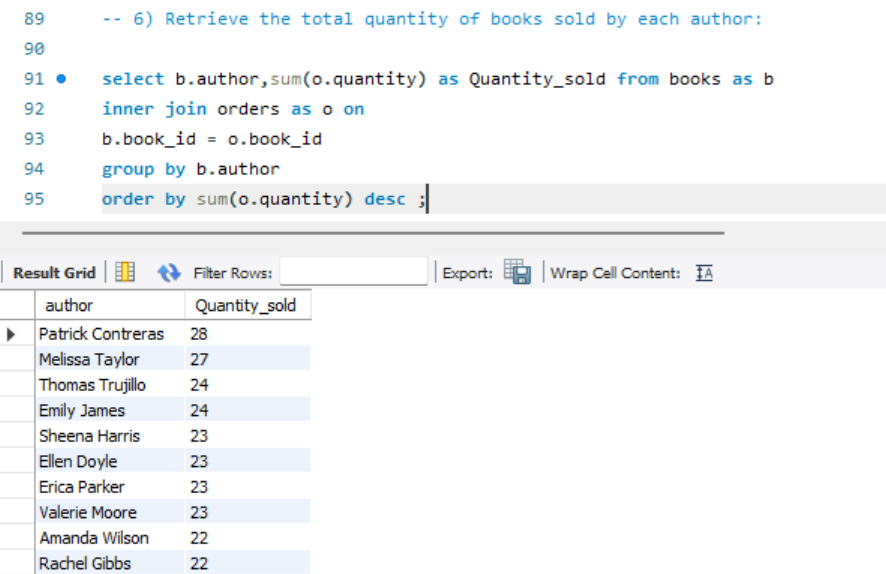 89 -- 6) Retrieve the total quantity of books sold by each author:
90
91 select b.author,sum(o.quantity) as Quantity_sold from books as b
92 inner join orders as o on
93 b.book_id = o.book_id
94 group by b.author
95 order by sum(o.quantity) desc ;
Result Grid Filter Rows: Export: Wrap Cell Content: IA
author Quantity_sold
Patrick Contreras 28
Melissa Taylor 27
Thomas Trujillo 24
Emily James 24
Sheena Harris 23
Ellen Doyle 23
Erica Parker 23
Valerie Moore 23
Amanda Wilson 22
Rachel Gibbs 22